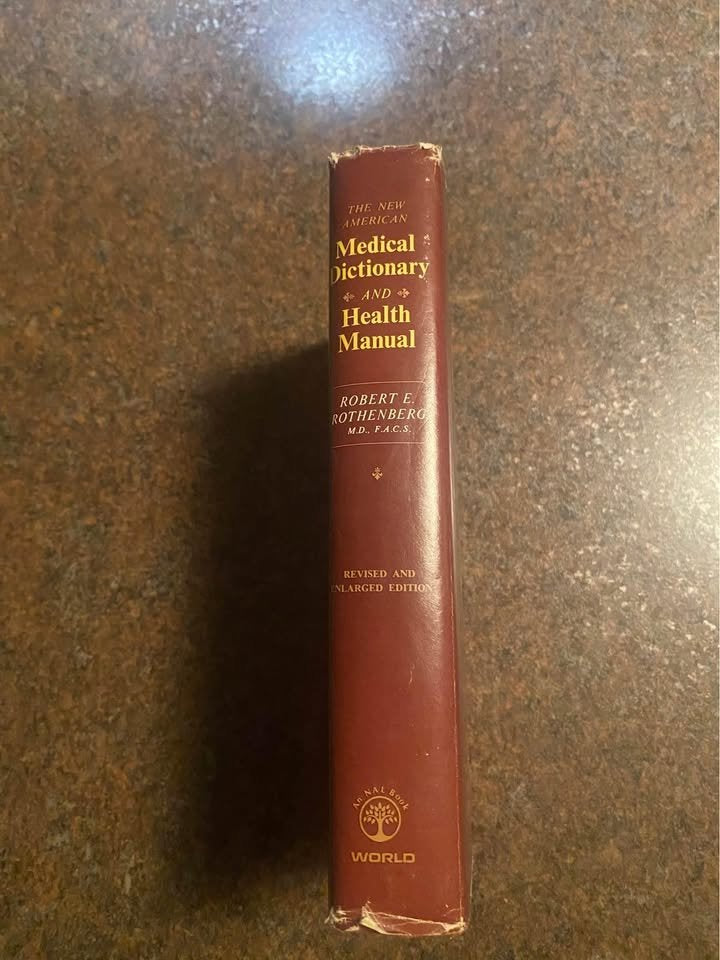 THE NEW
AMERICAN
Medical
Dictionary
AND
Health
Manual
ROBERT E.
ROTHENBERG
M.D., F.A.C.S.
REVISED AND
ENLARGED EDITION
An NAL Book
WORLD